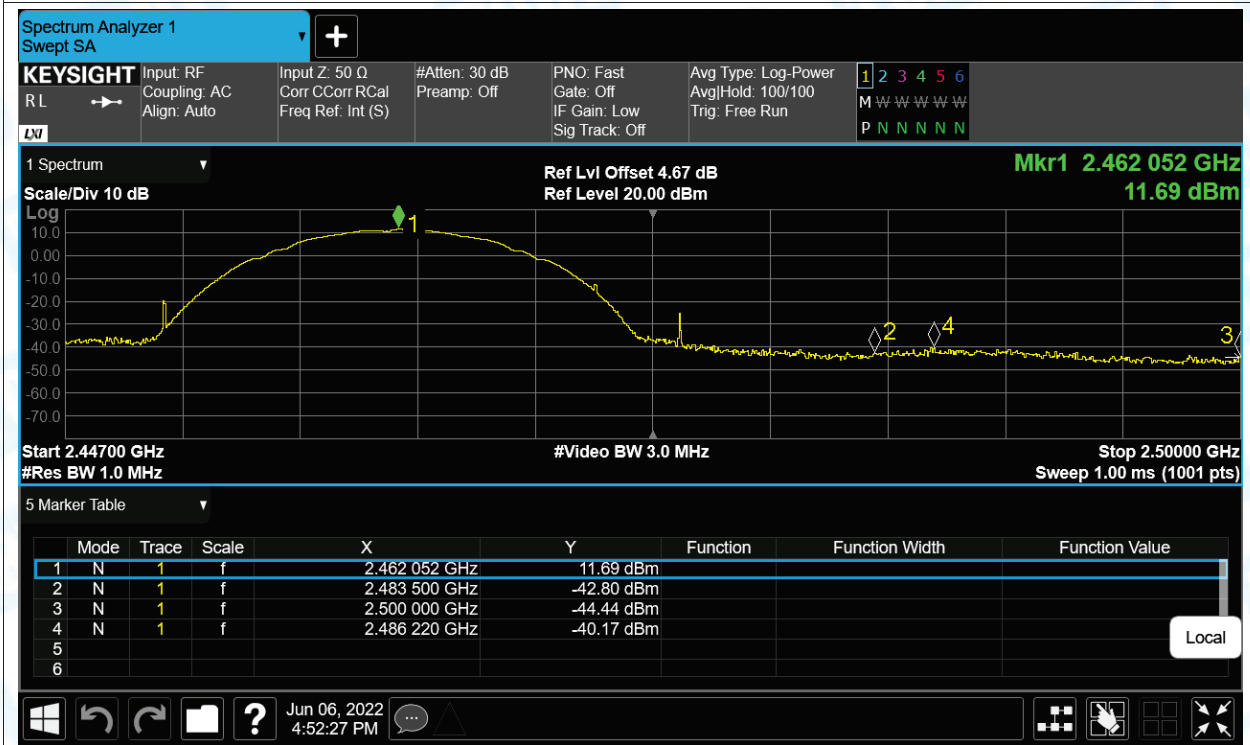 Spectrum Analyzer 1
Swept SA
KEYSIGHT
R L
LXI
Input: RF
Coupling: AC
Align: Auto
Input Z: 50 Ω
Corr CCorr RCal
Freq Ref: Int (S)
#Atten: 30 dB
Preamp: Off
PNO: Fast
Gate: Off
IF Gain: Low
Sig Track: Off
Avg Type: Log-Power
Avg|Hold: 100/100
Trig: Free Run
1 2 3 4 5 6
M W W W W W
P N N N N N
1 Spectrum
Scale/Div 10 dB
Ref Lvl Offset 4.67 dB
Ref Level 20.00 dBm
Mkr1 2.462 052 GHz
11.69 dBm
Log
10.0
0.00
-10.0
-20.0
-30.0
-40.0
-50.0
-60.0
-70.0
1
2
4
3
Start 2.44700 GHz
#Video BW 3.0 MHz
Stop 2.50000 GHz
#Res BW 1.0 MHz
Sweep 1.00 ms (1001 pts)
5 Marker Table
Mode Trace Scale X Y Function Function Width Function Value
1 N 1 f 2.462 052 GHz 11.69 dBm
2 N 1 f 2.483 500 GHz -42.80 dBm
3 N 1 f 2.500 000 GHz -44.44 dBm
4 N 1 f 2.486 220 GHz -40.17 dBm
5
6
Local
?
Jun 06, 2022
4:52:27 PM